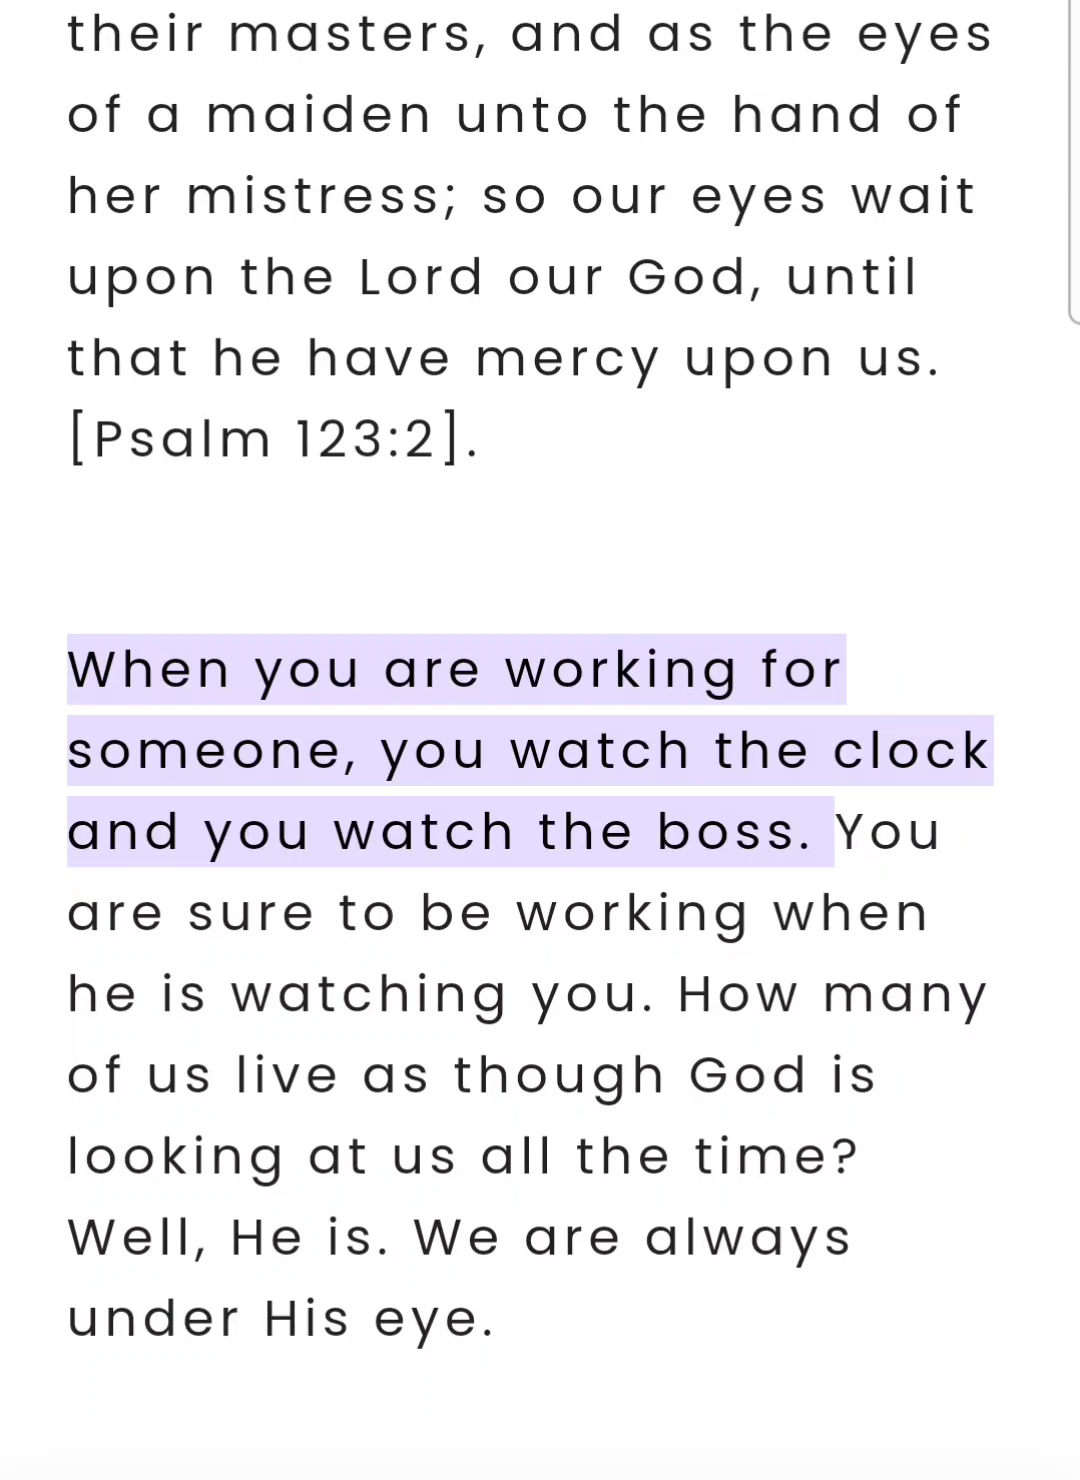 their masters, and as the eyes
of a maiden unto the hand of
her mistress; so our eyes wait
upon the Lord our God, until
that he have mercy upon us.
[Psalm 123:2].
When you are working for
someone, you watch the clock
and you watch the boss. You
are sure to be working when
he is watching you. How many
of us live as though God is
looking at us all the time?
Well, He is. We are always
under His eye.